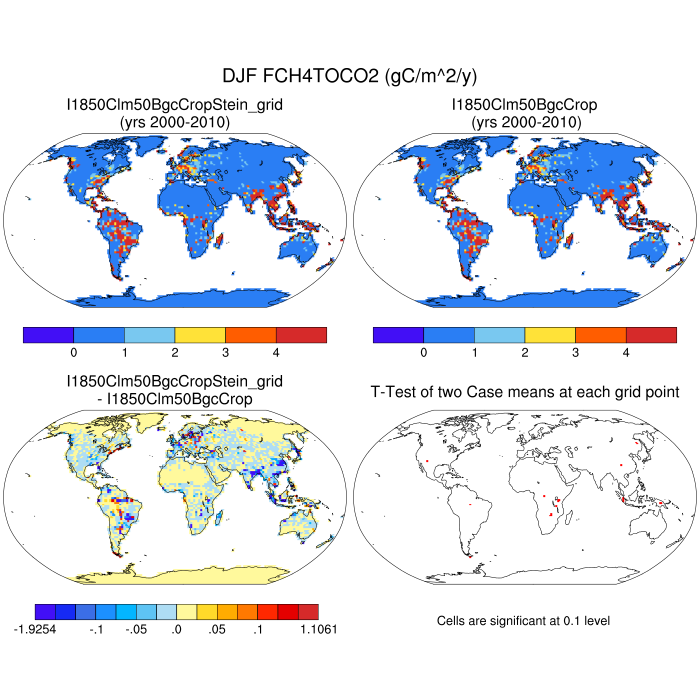 DJF FCH4TOCO2 (gC/m^2/y)
I1850Clm50BgcCropStein_grid
(yrs 2000-2010)
I1850Clm50BgcCrop
(yrs 2000-2010)
0 1 2 3 4
0 1 2 3 4
I1850Clm50BgcCropStein_grid
- I1850Clm50BgcCrop
T-Test of two Case means at each grid point
-1.9254 -.1 -.05 .0 .05 .1 1.1061
Cells are significant at 0.1 level